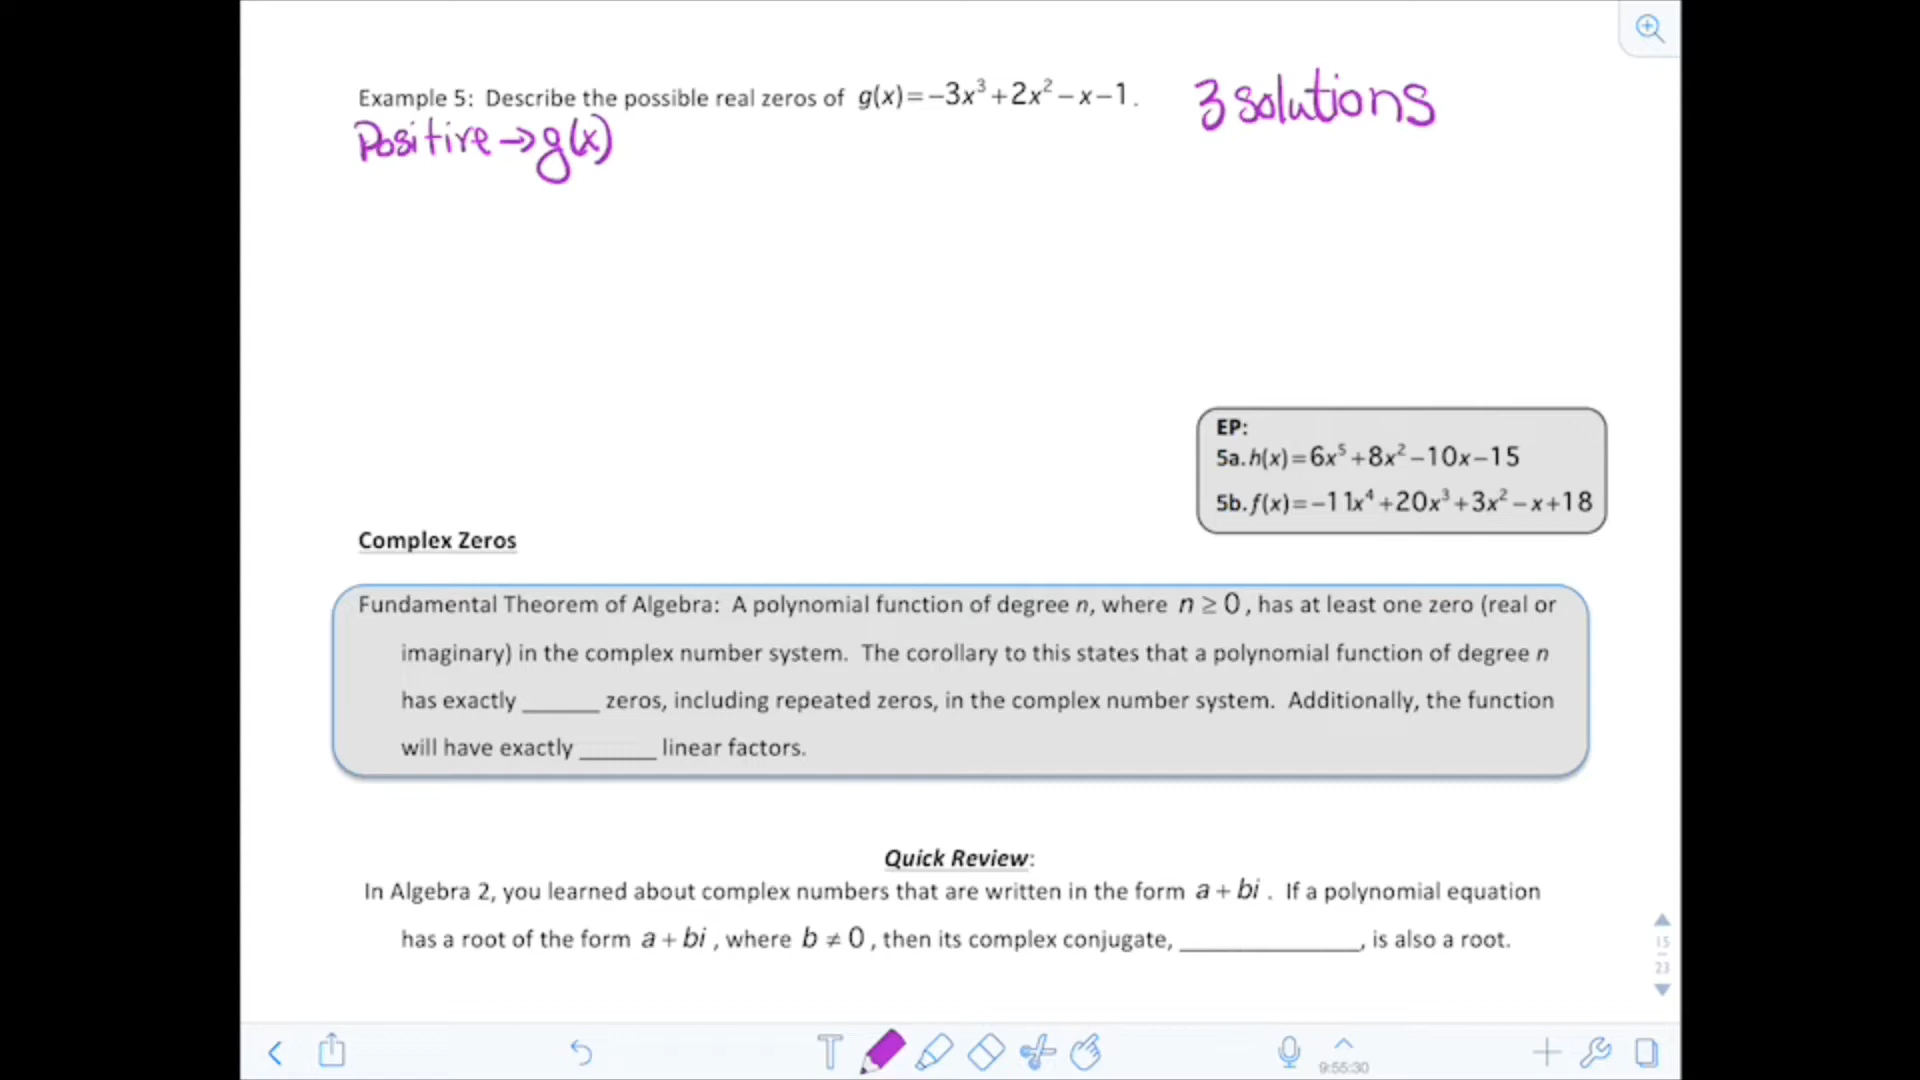 Example 5: Describe the possible real zeros of g(x)=−3x³+2x²−x−1. 3 solutions
Positive → g(x)
EP:
5a. h(x)=6x⁵+8x²−10x−15
5b. f(x)=−11x⁴+20x³+3x²−x+18
Complex Zeros
Fundamental Theorem of Algebra: A polynomial function of degree n, where n ≥ 0, has at least one zero (real or
imaginary) in the complex number system. The corollary to this states that a polynomial function of degree n
has exactly ______ zeros, including repeated zeros, in the complex number system. Additionally, the function
will have exactly ______ linear factors.
Quick Review:
In Algebra 2, you learned about complex numbers that are written in the form a + bi. If a polynomial equation
has a root of the form a + bi, where b ≠ 0, then its complex conjugate, ______________, is also a root.
15
23
T
9:55:30